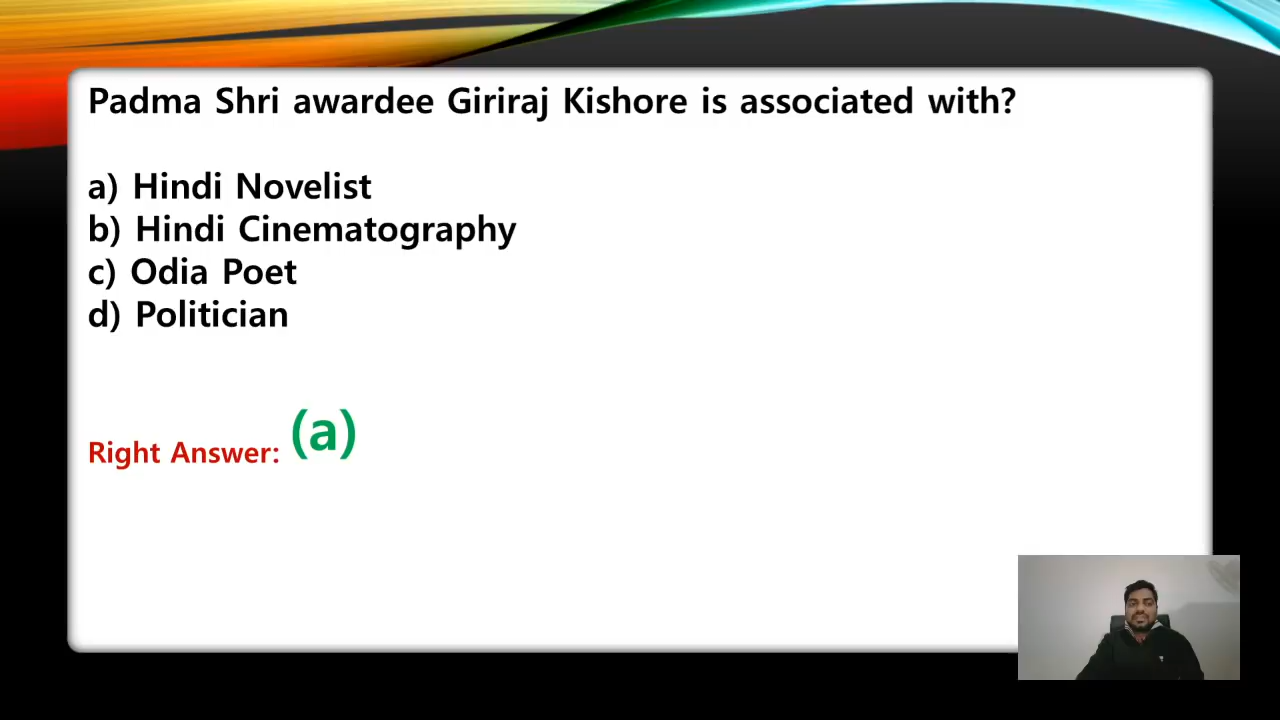 Padma Shri awardee Giriraj Kishore is associated with?
a) Hindi Novelist
b) Hindi Cinematography
c) Odia Poet
d) Politician
Right Answer: (a)